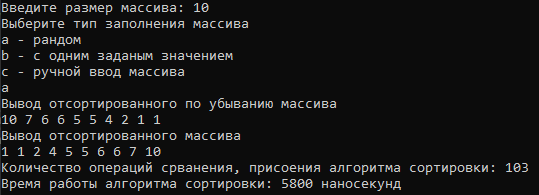 Введите размер массива: 10
Выберите тип заполнения массива
a - рандом
b - с одним заданым значением
c - ручной ввод массива
a
Вывод отсортированного по убыванию массива
10 7 6 6 5 5 4 2 1 1
Вывод отсортированного массива
1 1 2 4 5 5 6 6 7 10
Количество операций срванения, присоения алгоритма сортировки: 103
Время работы алгоритма сортировки: 5800 наносекунд